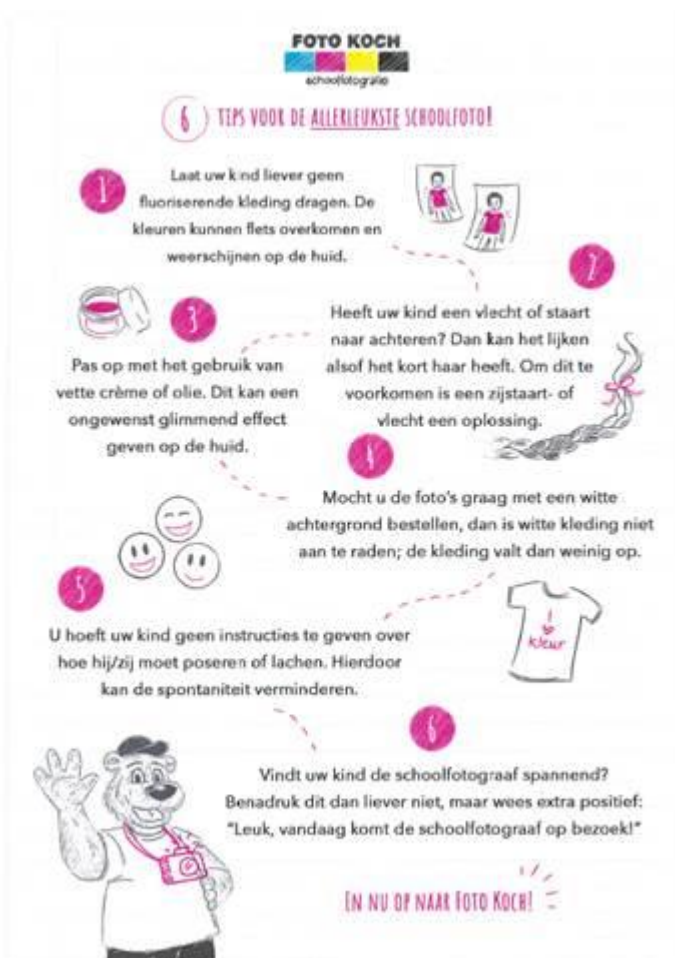 FOTO KOCH
schoolfotografie
6 TIPS VOOR DE ALLERLEUKSTE SCHOOLFOTO!
1
Laat uw kind liever geen
fluoriserende kleding dragen. De
kleuren kunnen flets overkomen en
weerschijnen op de huid.
2
Heeft uw kind een vlecht of staart
naar achteren? Dan kan het lijken
alsof het kort haar heeft. Om dit te
voorkomen is een zijstaart- of
vlecht een oplossing.
3
Pas op met het gebruik van
vette crème of olie. Dit kan een
ongewenst glimmend effect
geven op de huid.
4
Mocht u de foto's graag met een witte
achtergrond bestellen, dan is witte kleding niet
aan te raden; de kleding valt dan weinig op.
I
kleur
5
U hoeft uw kind geen instructies te geven over
hoe hij/zij moet poseren of lachen. Hierdoor
kan de spontaniteit verminderen.
6
Vindt uw kind de schoolfotograaf spannend?
Benadruk dit dan liever niet, maar wees extra positief:
"Leuk, vandaag komt de schoolfotograaf op bezoek!"
EN NU OP NAAR FOTO KOCH!